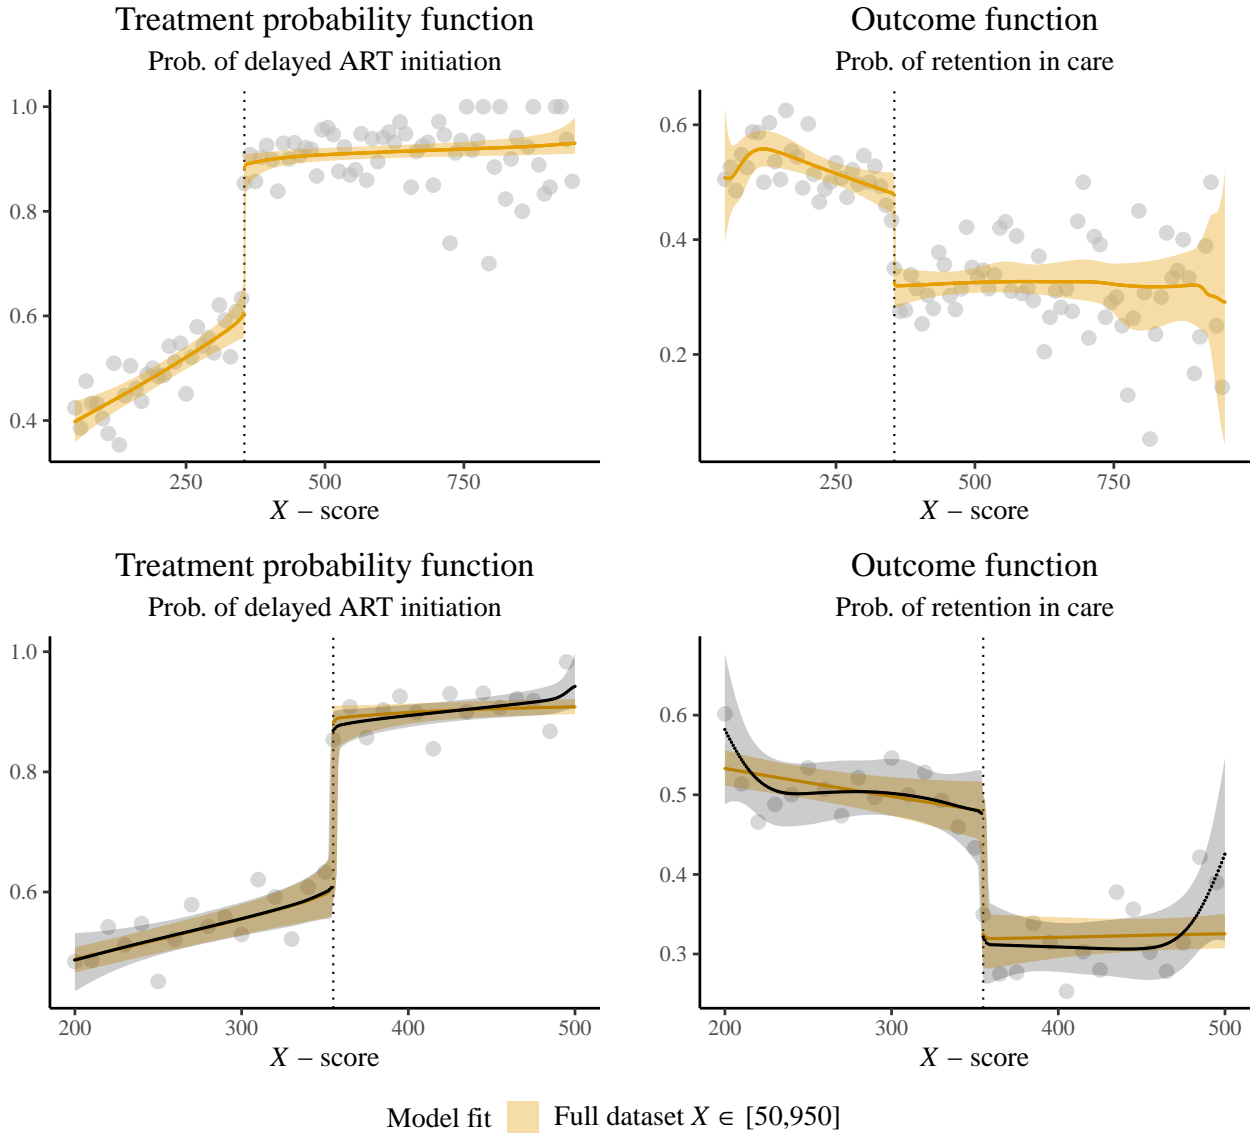 Treatment probability function
Prob. of delayed ART initiation
1.0
0.8
0.6
0.4
250 500 750
X – score
Outcome function
Prob. of retention in care
0.6
0.4
0.2
250 500 750
X – score
Treatment probability function
Prob. of delayed ART initiation
1.0
0.8
0.6
200 300 400 500
X – score
Outcome function
Prob. of retention in care
0.6
0.5
0.4
0.3
200 300 400 500
X – score
Model fit Full dataset X ∈ [50,950]